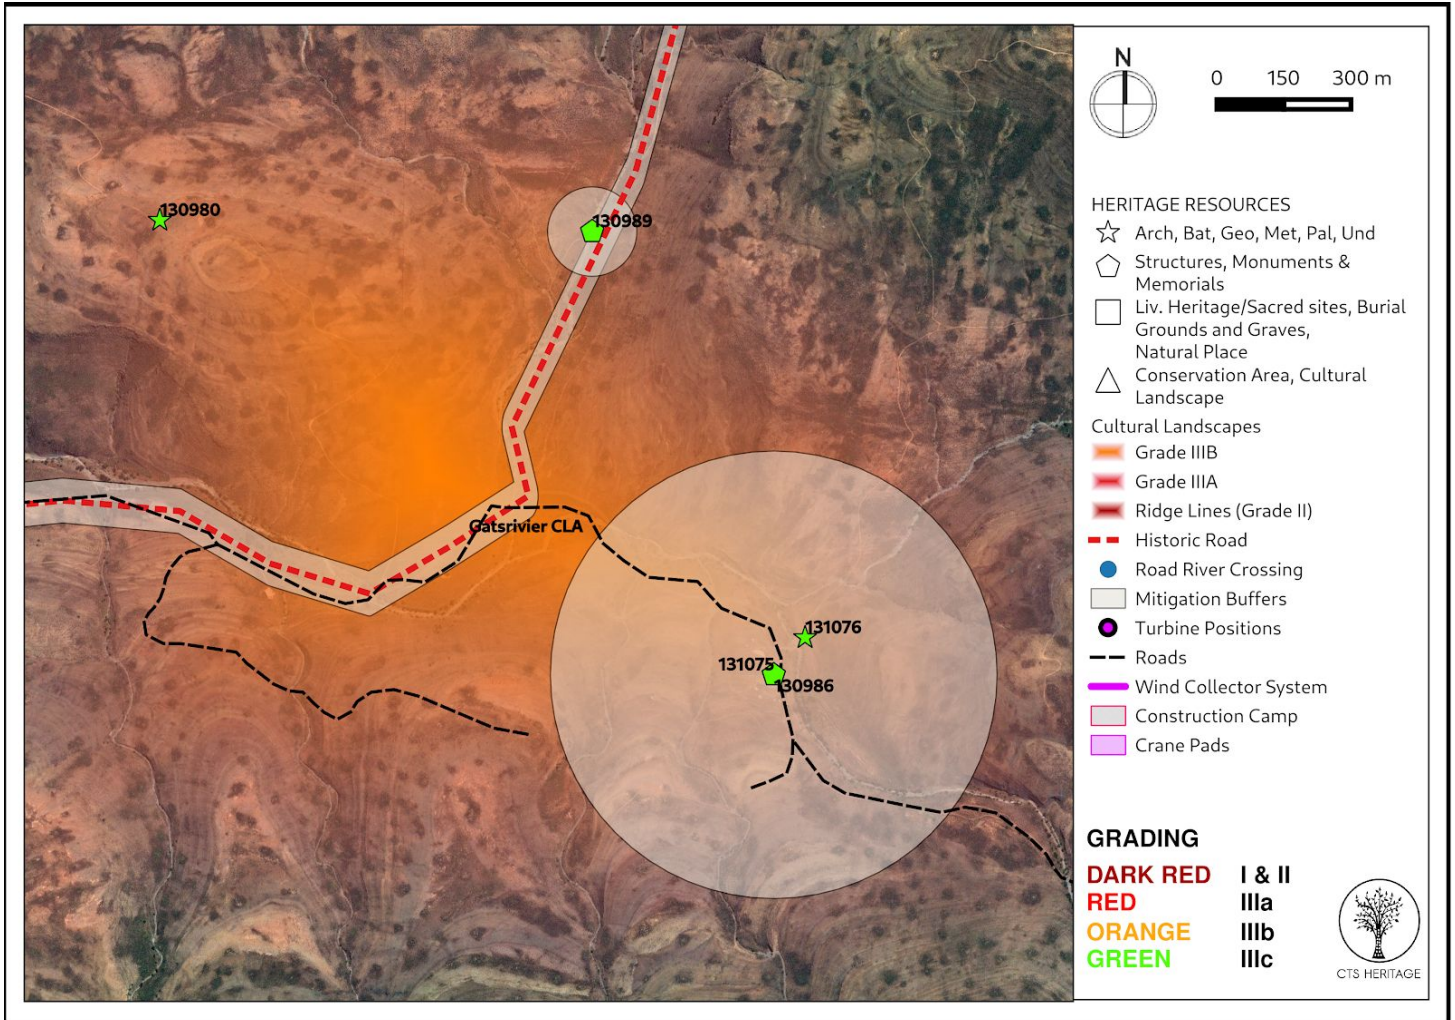 130980
130989
Gatsrivier CLA
131076
131075
130986
N
0 150 300 m
HERITAGE RESOURCES
Arch, Bat, Geo, Met, Pal, Und
Structures, Monuments &
Memorials
Liv. Heritage/Sacred sites, Burial
Grounds and Graves,
Natural Place
Conservation Area, Cultural
Landscape
Cultural Landscapes
Grade IIIB
Grade IIIA
Ridge Lines (Grade II)
Historic Road
Road River Crossing
Mitigation Buffers
Turbine Positions
Roads
Wind Collector System
Construction Camp
Crane Pads
GRADING
DARK RED I & II
RED IIIa
ORANGE IIIb
GREEN IIIc
CTS HERITAGE